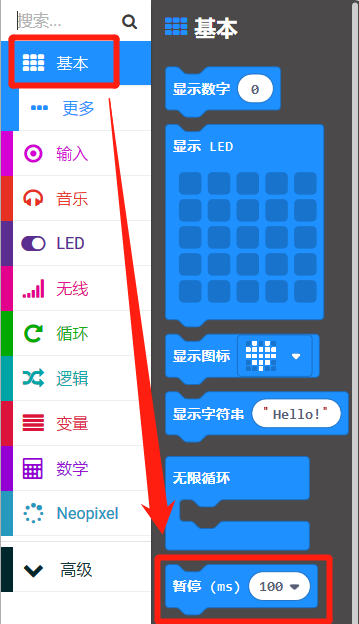 搜索...
基本
更多
输入
音乐
LED
无线
循环
逻辑
变量
数学
Neopixel
高级
基本
显示数字 0
显示 LED
显示图标
显示字符串 "Hello!"
无限循环
暂停 (ms) 100